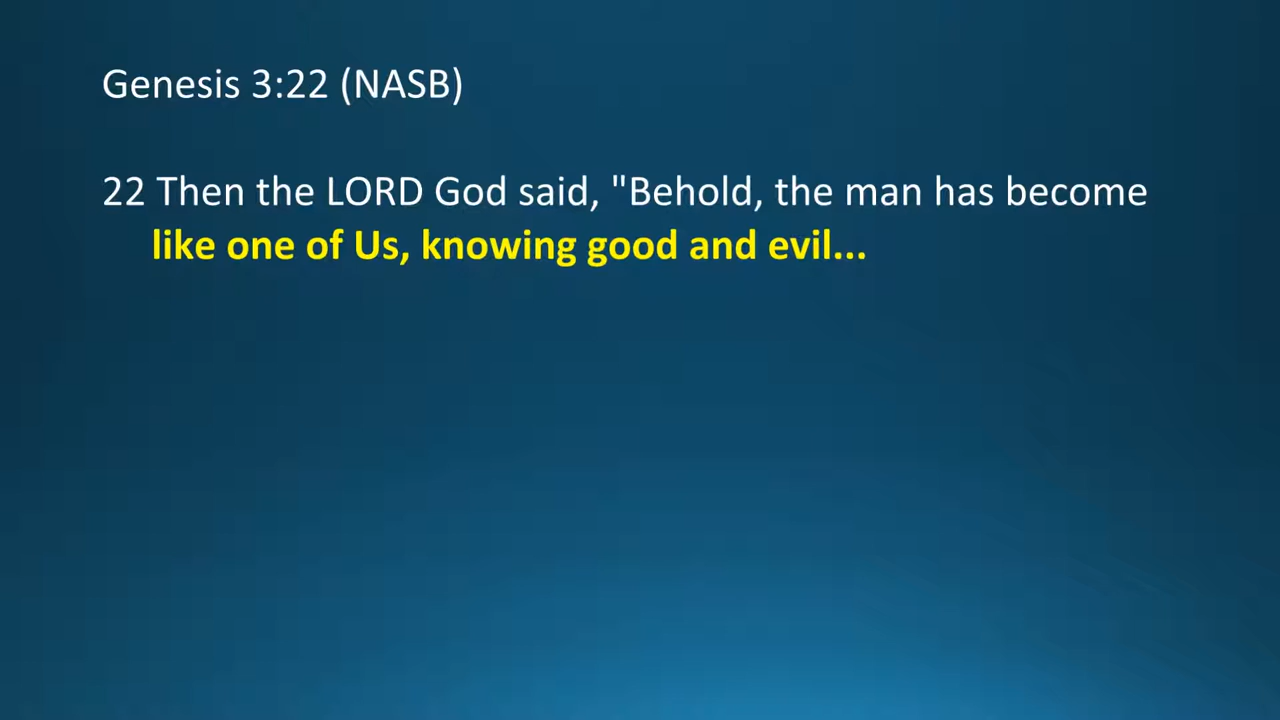 Genesis 3:22 (NASB)
22 Then the LORD God said, "Behold, the man has become
like one of Us, knowing good and evil...